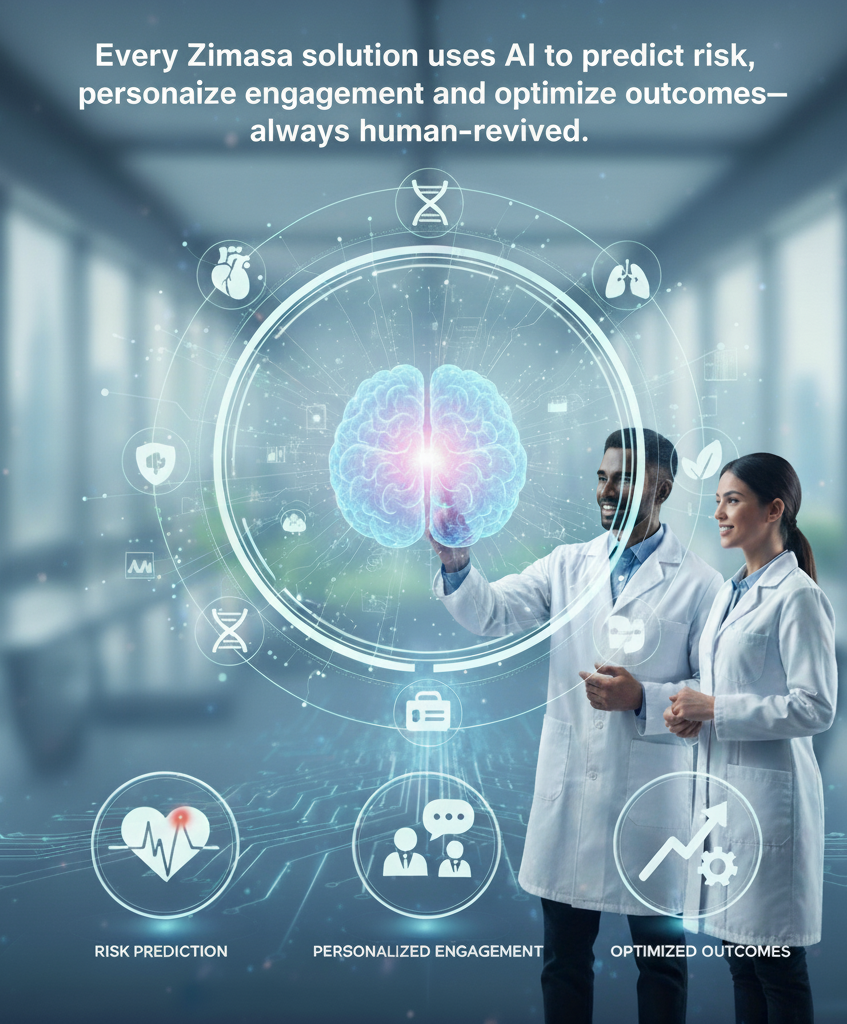 Every Zimasa solution uses AI to predict risk,
personaize engagement and optimize outcomes—
always human-revived.
RISK PREDICTION
PERSONALIZED ENGAGEMENT
OPTIMIZED OUTCOMES